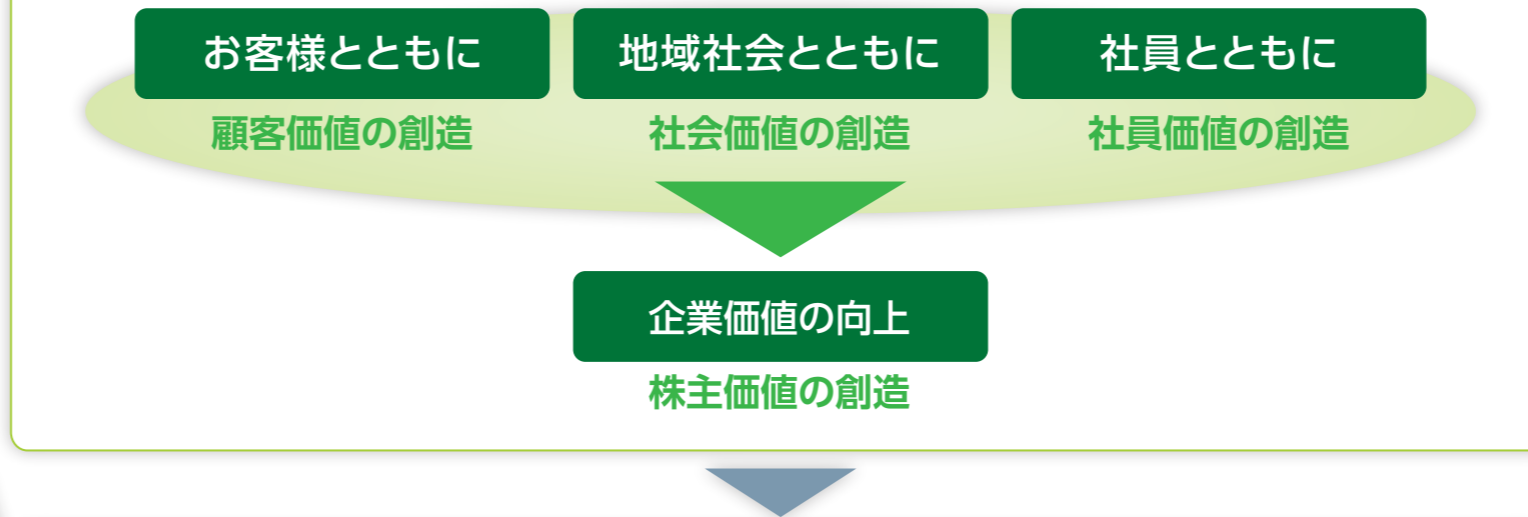 お客様とともに
地域社会とともに
社員とともに
顧客価値の創造
社会価値の創造
社員価値の創造
企業価値の向上
株主価値の創造